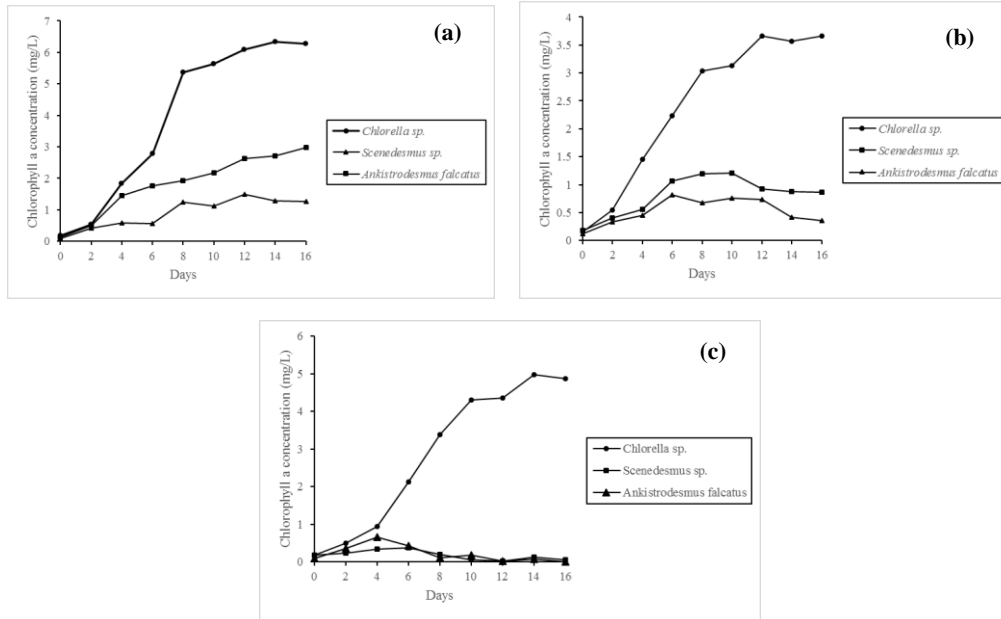 (a)
Chlorophyll a concentration (mg/L)
7
6
5
4
3
2
1
0
0 2 4 6 8 10 12 14 16
Days
Chlorella sp.
Scenedesmus sp.
Ankistrodesmus falcatus
(b)
Chlorophyll a concentration (mg/L)
4
3.5
3
2.5
2
1.5
1
0.5
0
0 2 4 6 8 10 12 14 16
Days
Chlorella sp.
Scenedesmus sp.
Ankistrodesmus falcatus
(c)
Chlorophyll a concentration (mg/L)
6
5
4
3
2
1
0
0 2 4 6 8 10 12 14 16
Days
Chlorella sp.
Scenedesmus sp.
Ankistrodesmus falcatus